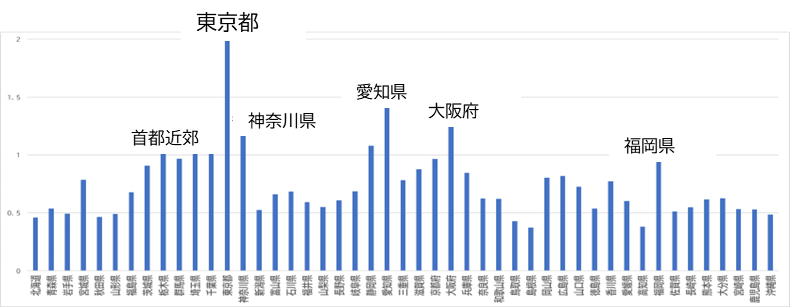 東京都
2
愛知県
1.5
大阪府
神奈川県
首都近郊
福岡県
1
0.5
0
北海道
青森県
岩手県
宮城県
秋田県
山形県
福島県
茨城県
栃木県
群馬県
埼玉県
千葉県
東京都
神奈川県
新潟県
富山県
石川県
福井県
山梨県
長野県
岐阜県
静岡県
愛知県
三重県
滋賀県
京都府
大阪府
兵庫県
奈良県
和歌山県
鳥取県
島根県
岡山県
広島県
山口県
徳島県
香川県
愛媛県
高知県
福岡県
佐賀県
長崎県
熊本県
大分県
宮崎県
鹿児島県
沖縄県